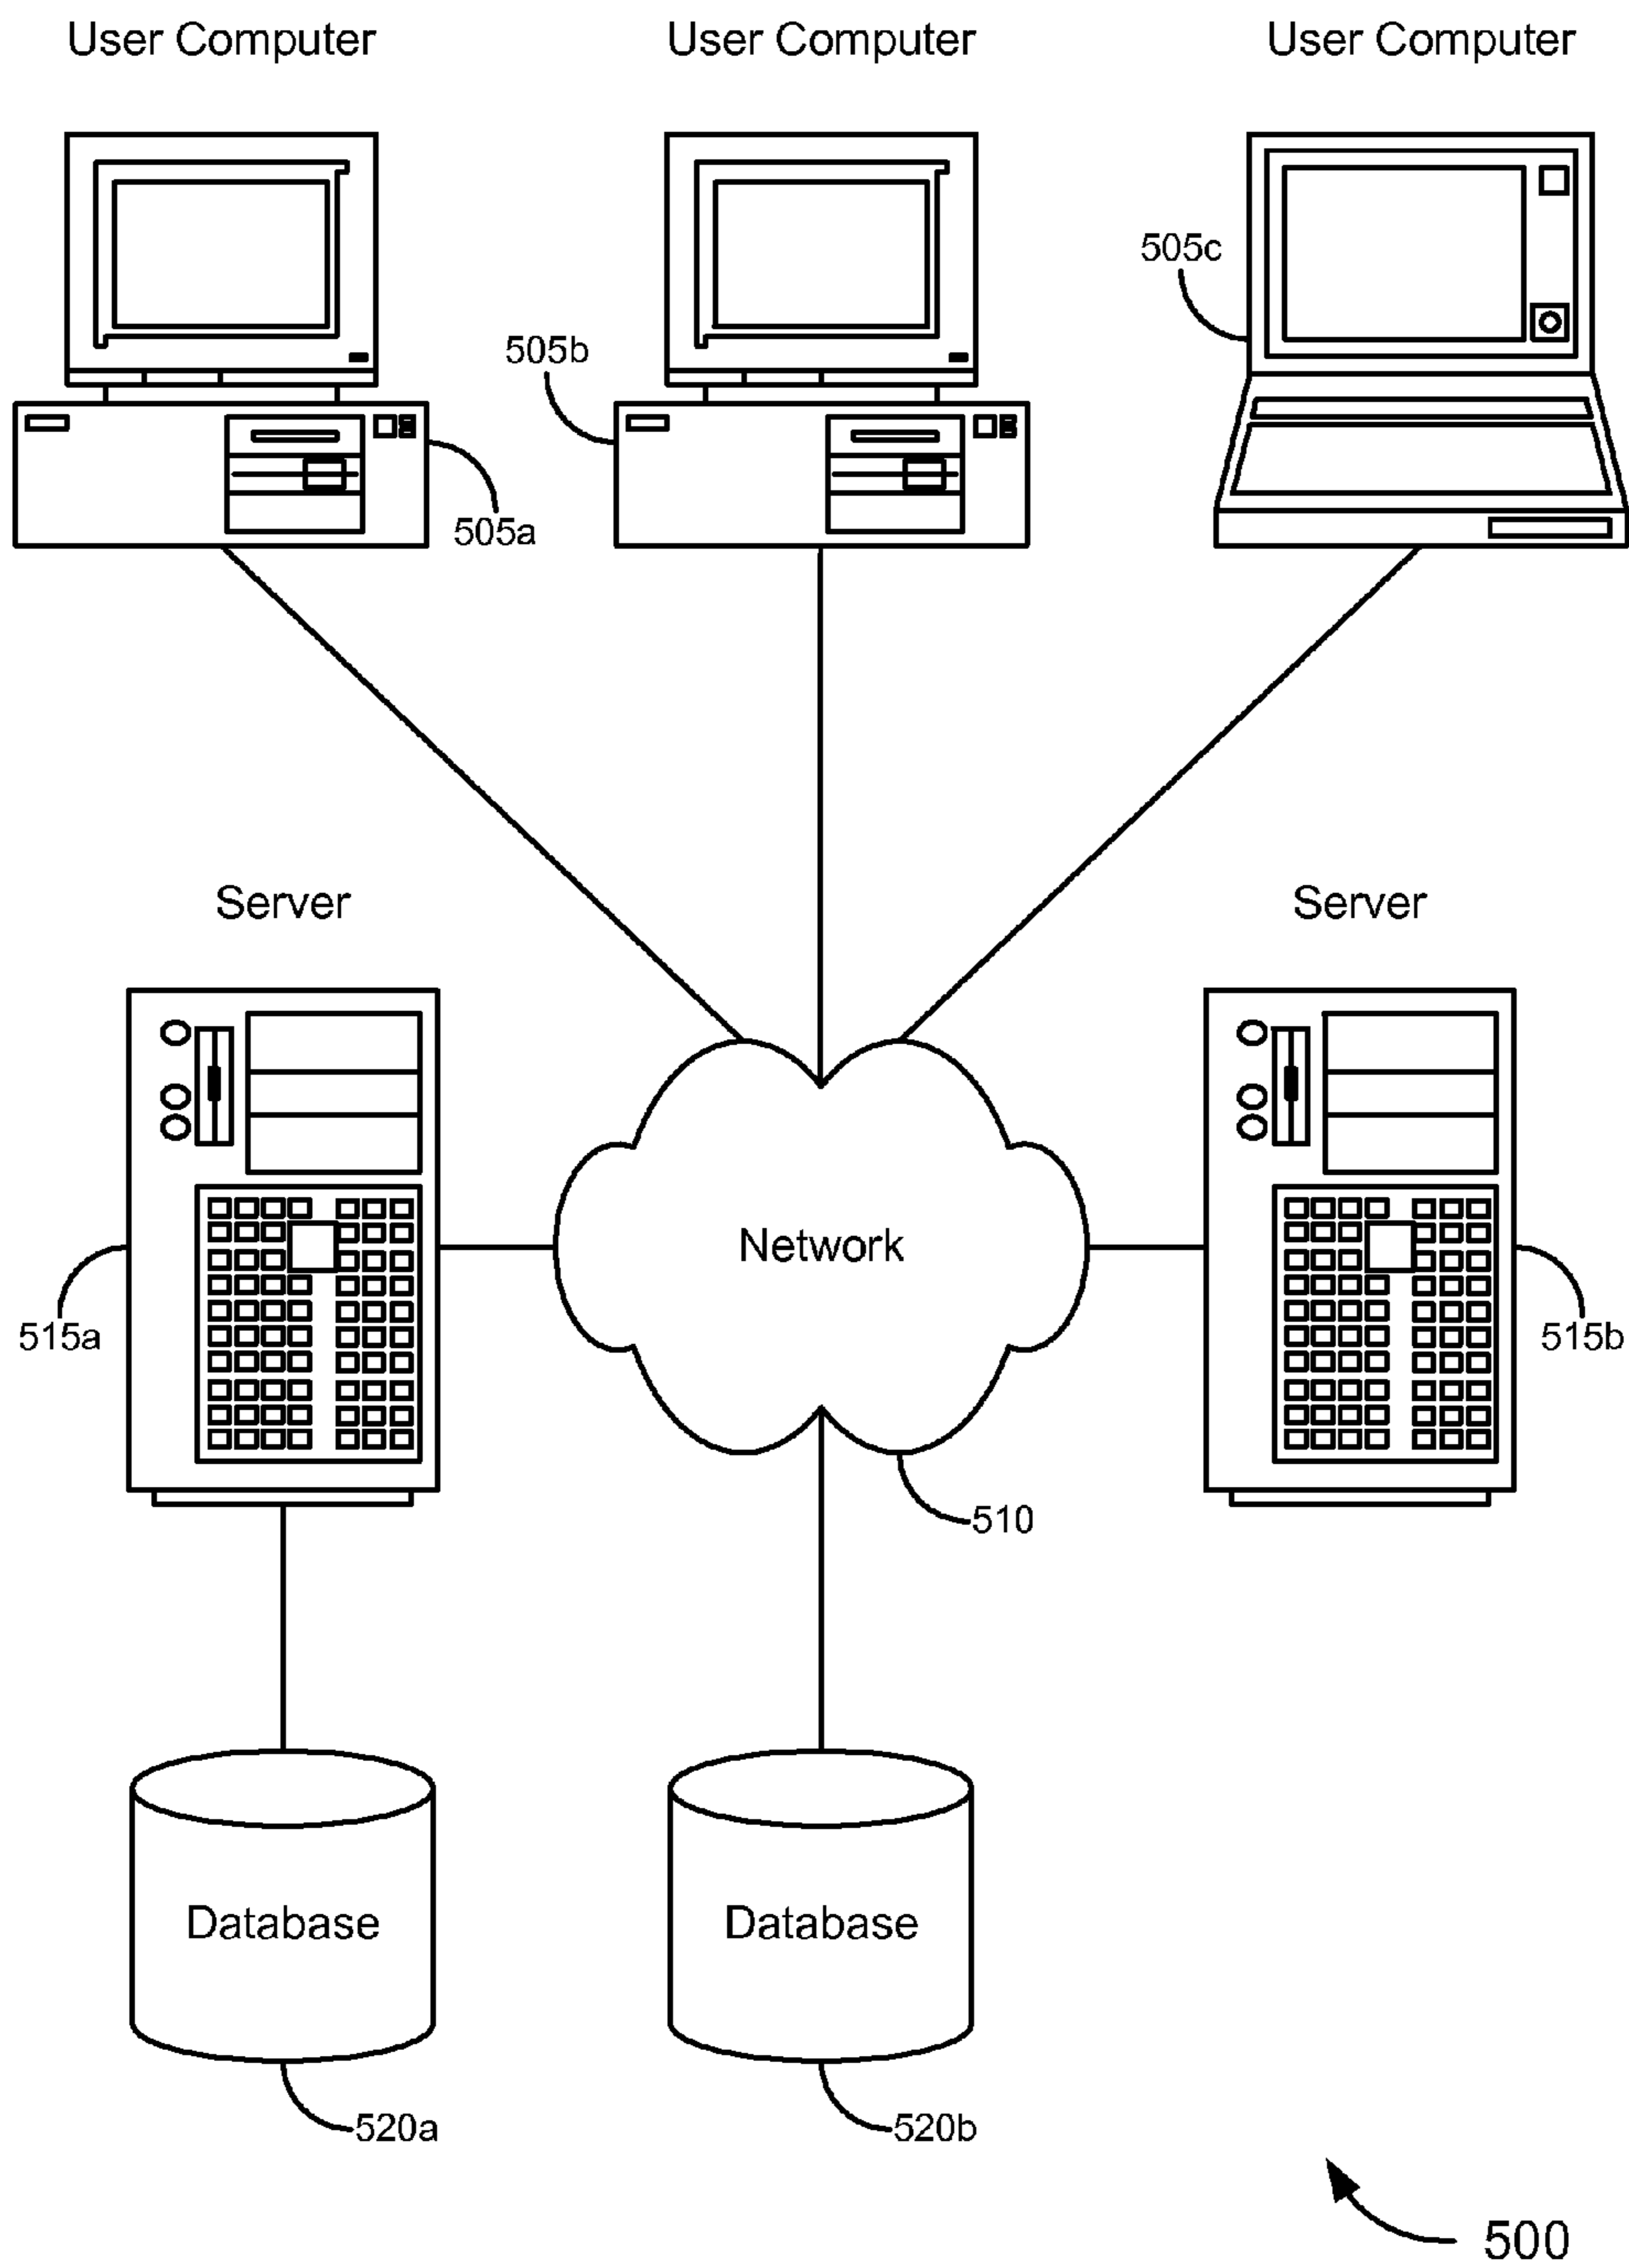 User Computer
User Computer
User Computer
505c
505b
505a
Server
Server
Network
515a
515b
510
Database
Database
520a
520b
500